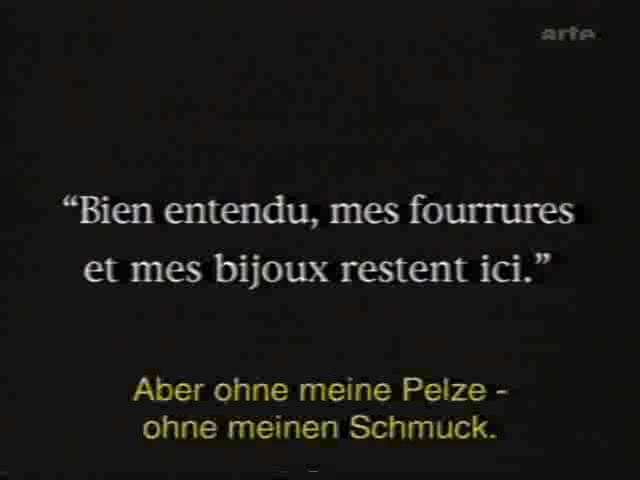 arte
“Bien entendu, mes fourrures
et mes bijoux restent ici.”
Aber ohne meine Pelze -
ohne meinen Schmuck.